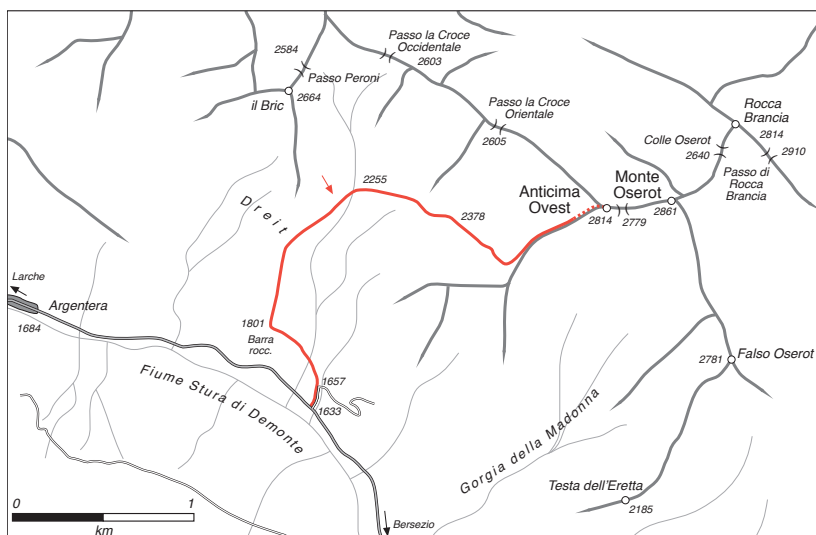 Passo la Croce
Occidentale
2603
2584
Passo Peroni
il Bric
2664
Passo la Croce
Orientale
2605
Rocca
Brancia
2814
2910
Colle Oserot
2640
Passo di
Rocca
Brancia
Monte
Oserot
2861
Anticima
Ovest
2814
2779
2255
2378
Dreit
Larche
Argentera
1684
1801
Barra
rocc.
1657
1633
Fiume Stura di Demonte
Falso Oserot
2781
Gorgia della Madonna
Testa dell'Eretta
2185
0 1
km
Bersezio